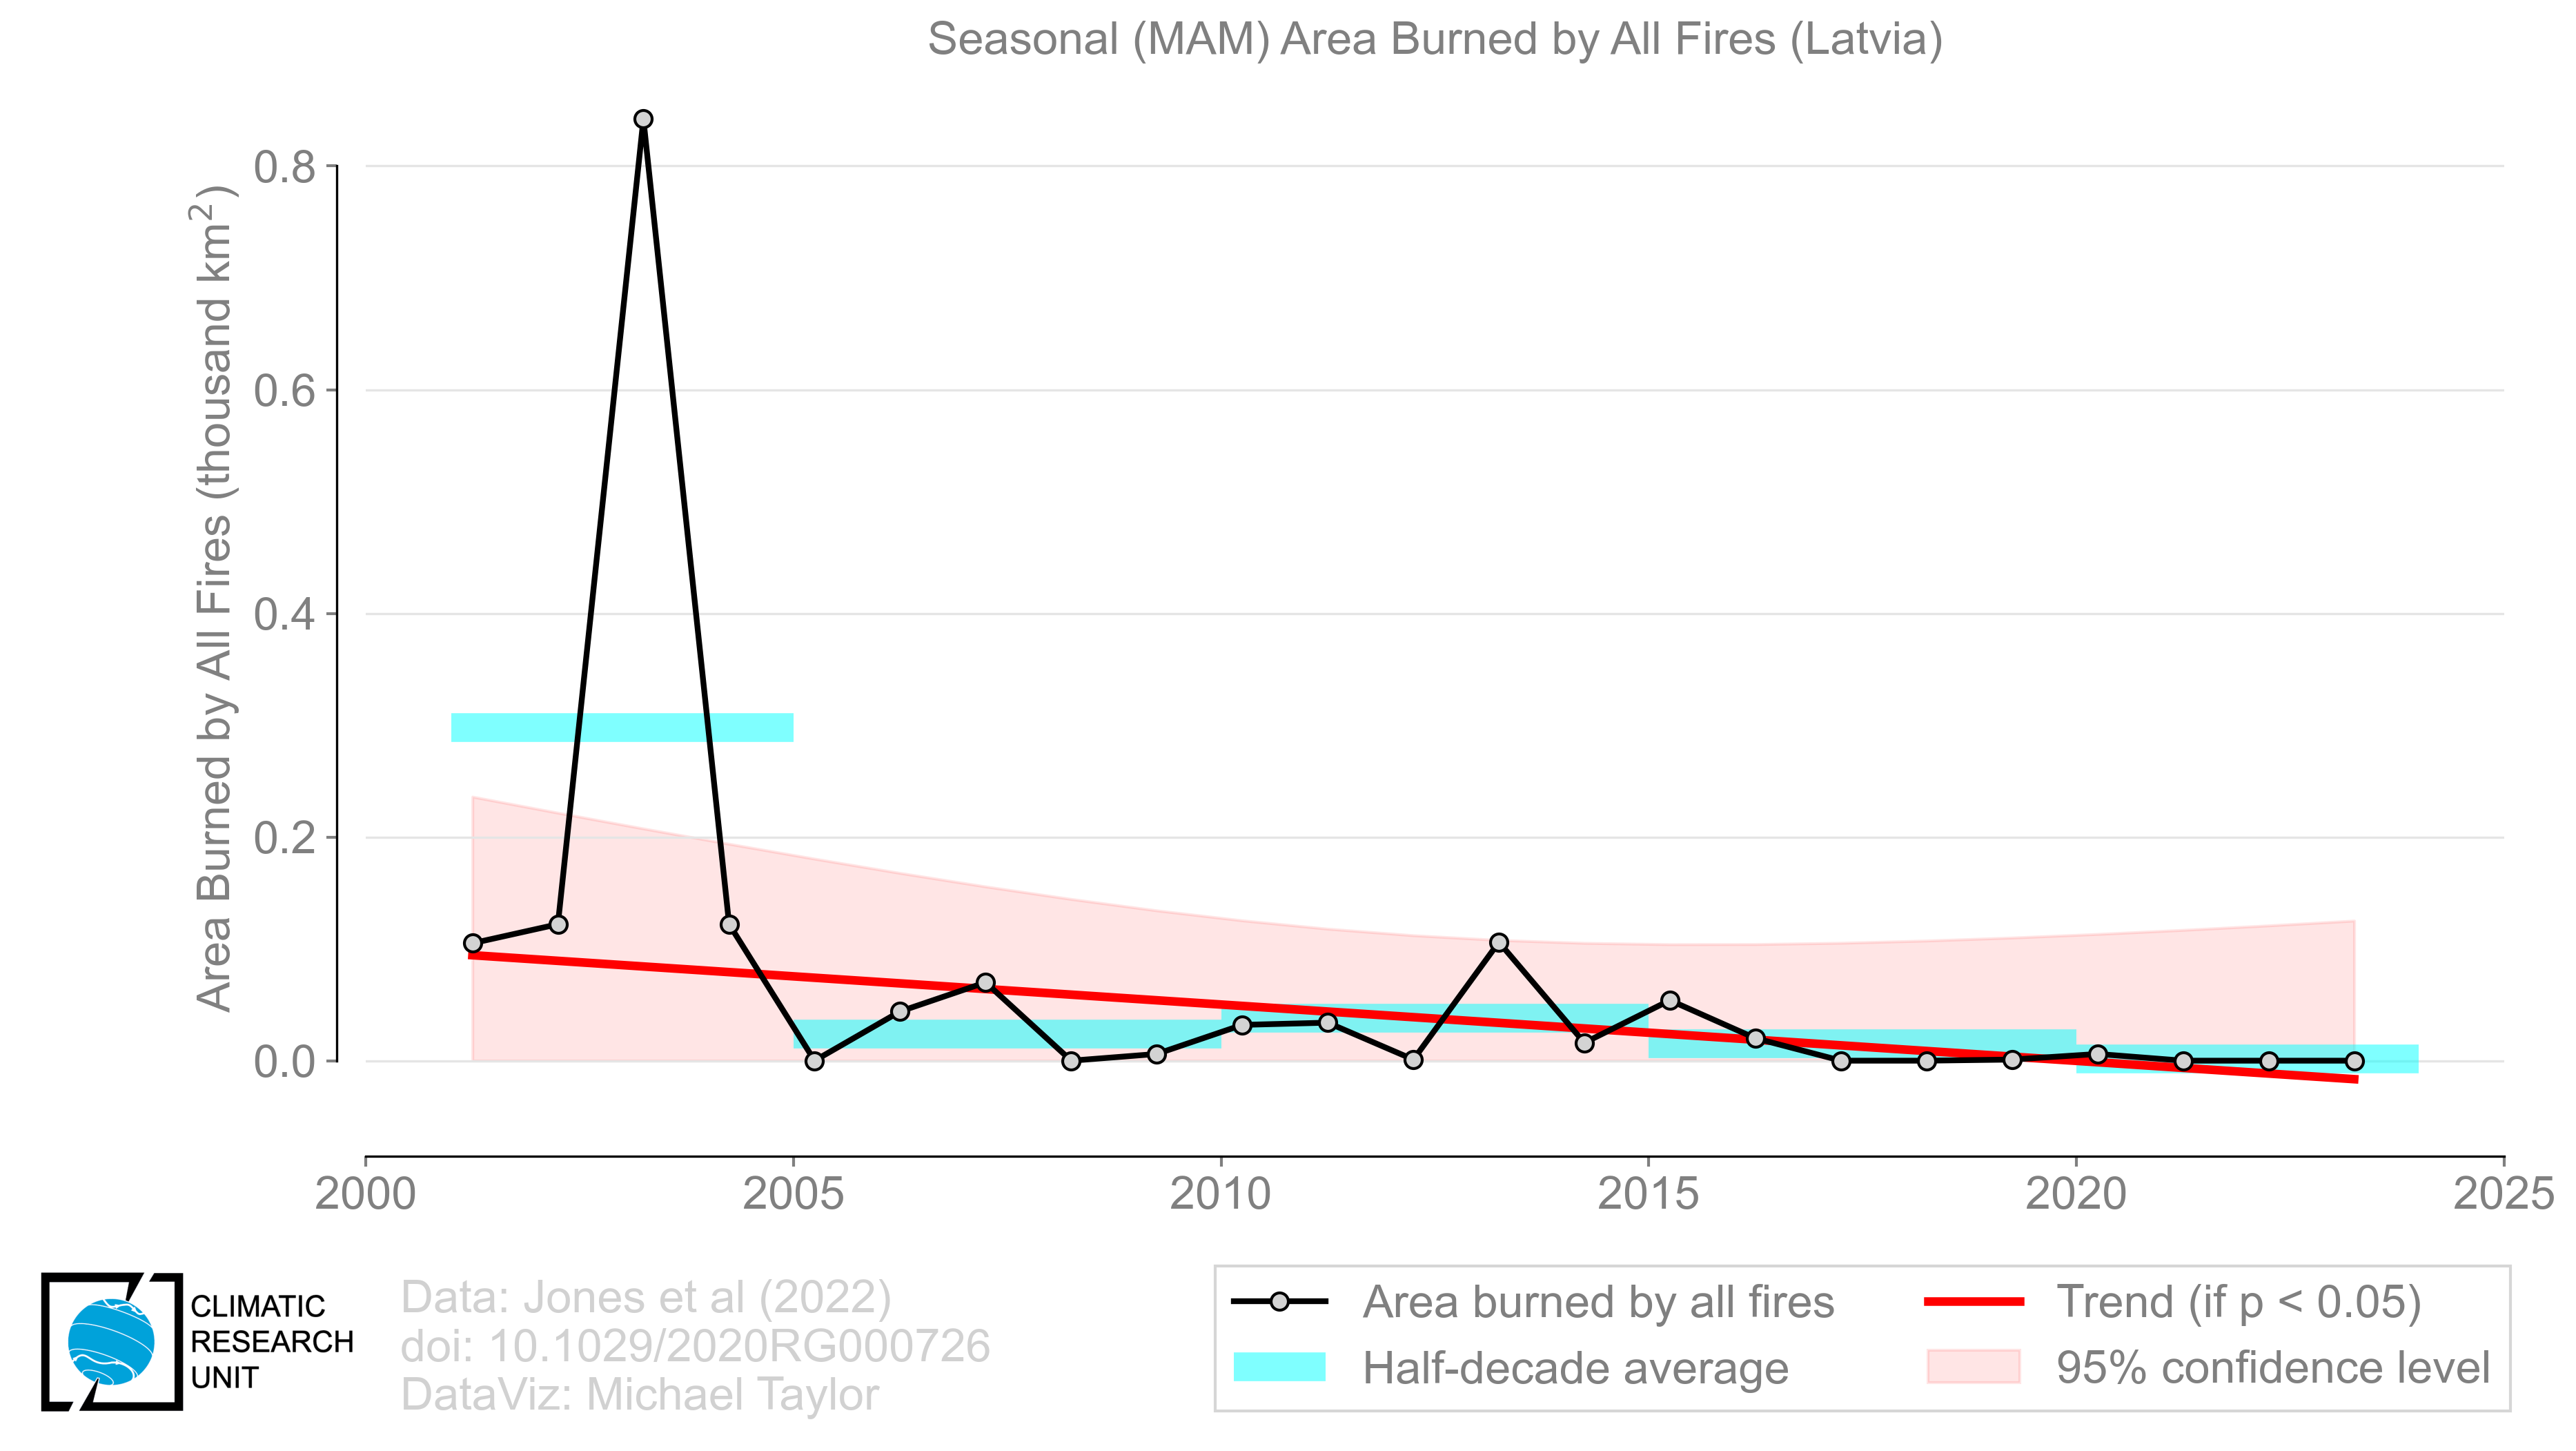 Seasonal (MAM) Area Burned by All Fires (Latvia)
Area Burned by All Fires (thousand km²)
0.8
0.6
0.4
0.2
0.0
2000 2005 2010 2015 2020 2025
CLIMATIC
RESEARCH
UNIT
Data: Jones et al (2022)
doi: 10.1029/2020RG000726
DataViz: Michael Taylor
Area burned by all fires
Half-decade average
Trend (if p < 0.05)
95% confidence level